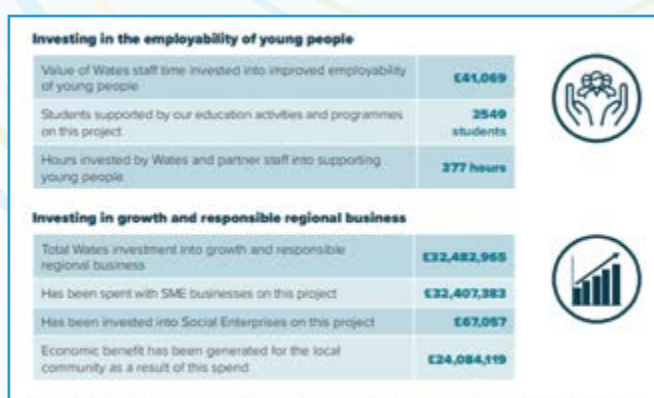 Investing in the employability of young people
Value of Wates staff time invested into improved employability
of young people
£41,069
Students supported by our education activities and programmes
on this project
2549
students
Hours invested by Wates and partner staff into supporting
young people
377 hours
Investing in growth and responsible regional business
Total Wates investment into growth and responsible
regional business
£32,482,965
Has been spent with SME businesses on this project
£32,407,383
Has been invested into Social Enterprises on this project
£67,057
Economic benefit has been generated for the local
community as a result of this spend
£24,084,119